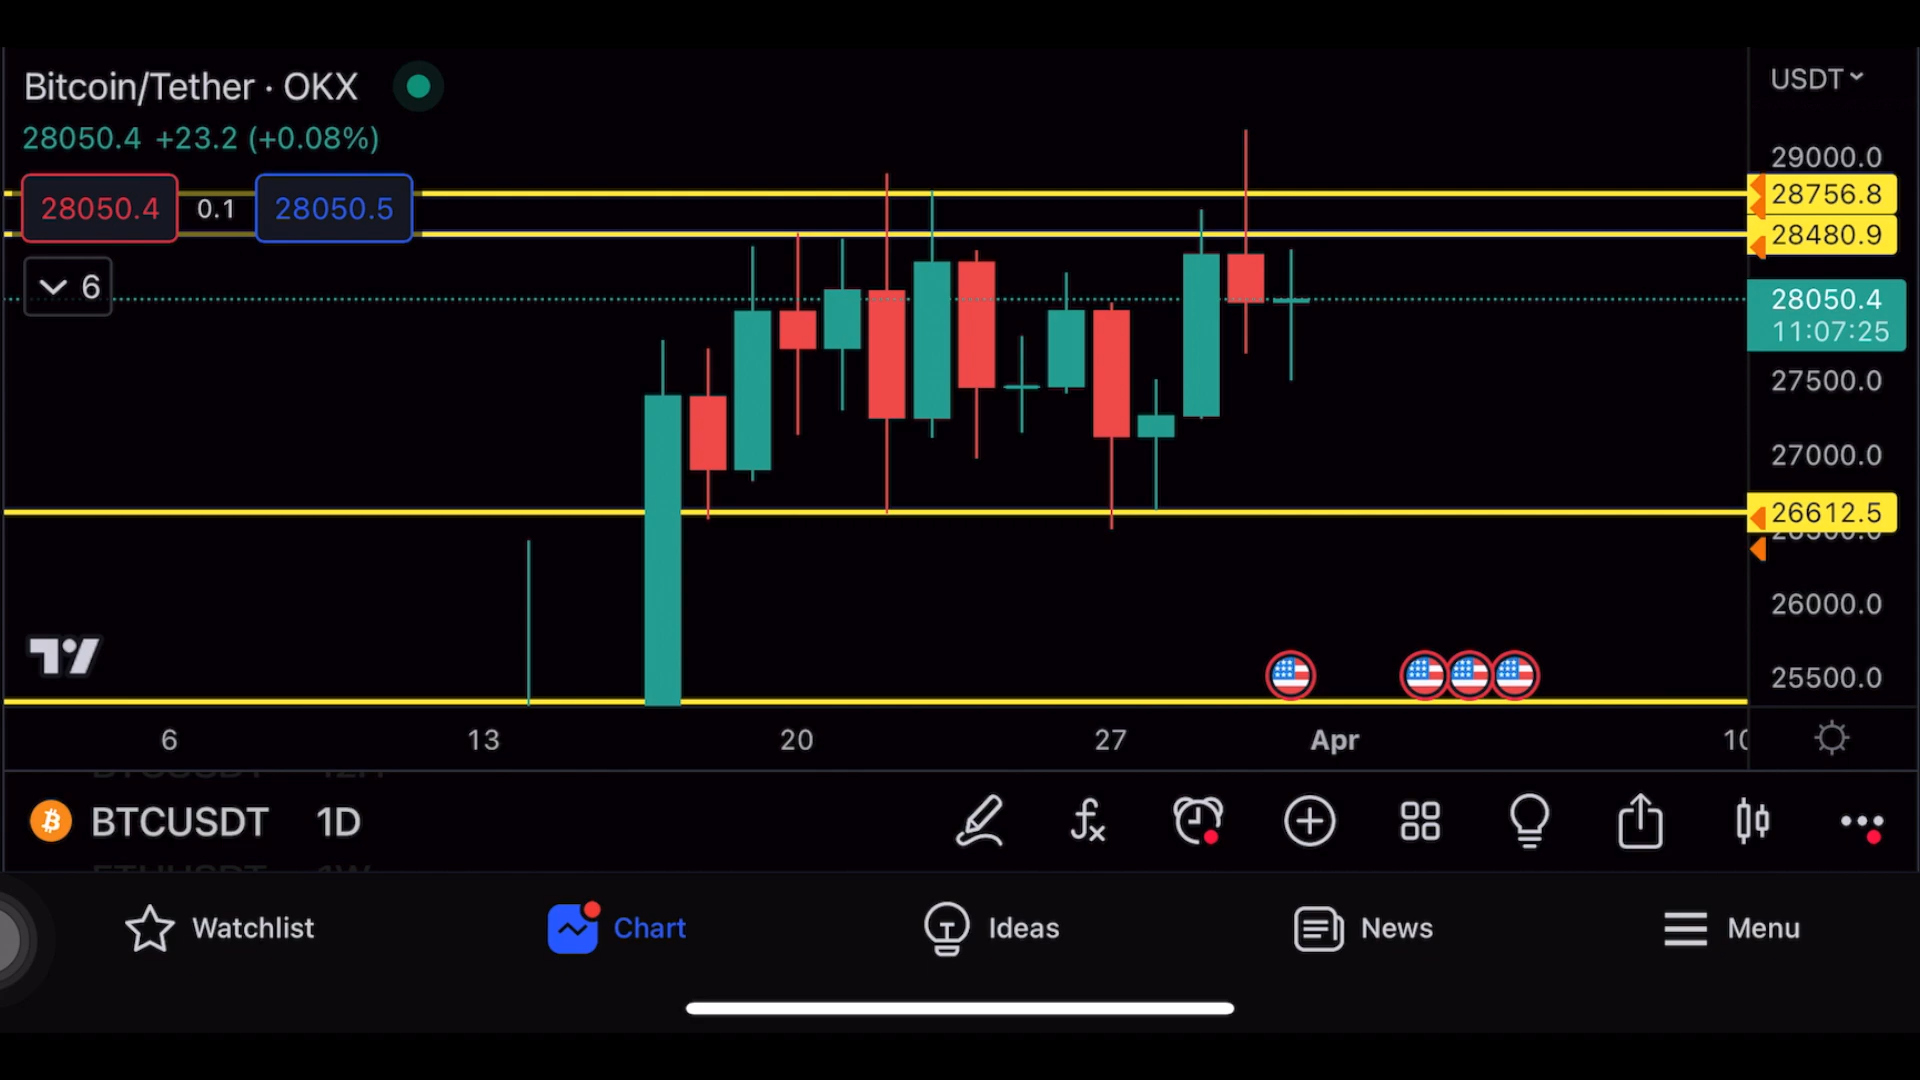 Bitcoin/Tether · OKX
USDT
28050.4 +23.2 (+0.08%)
29000.0
28756.8
28050.4
0.1
28050.5
28480.9
6
28050.4
11:07:25
27500.0
27000.0
26612.5
26000.0
25500.0
6
13
20
27
Apr
BTCUSDT 1D
Watchlist
Chart
Ideas
News
Menu